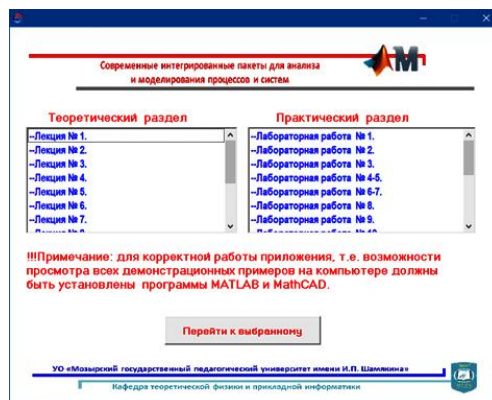 Современные интегрированные пакеты для анализа
и моделирования процессов и систем
Теоретический раздел
--Лекция № 1.
--Лекция № 2.
--Лекция № 3.
--Лекция № 4.
--Лекция № 5.
--Лекция № 6.
--Лекция № 7.
Практический раздел
--Лабораторная работа № 1.
--Лабораторная работа № 2.
--Лабораторная работа № 3.
--Лабораторная работа № 4-5.
--Лабораторная работа № 6-7.
--Лабораторная работа № 8.
--Лабораторная работа № 9.
!!!Примечание: для корректной работы приложения, т.е. возможности
просмотра всех демонстрационных примеров на компьютере должны
быть установлены программы MATLAB и MathCAD.
Перейти к выбранному
УО «Мозырский государственный педагогический университет имени И.П. Шамякина»
Кафедра теоретической физики и прикладной информатики